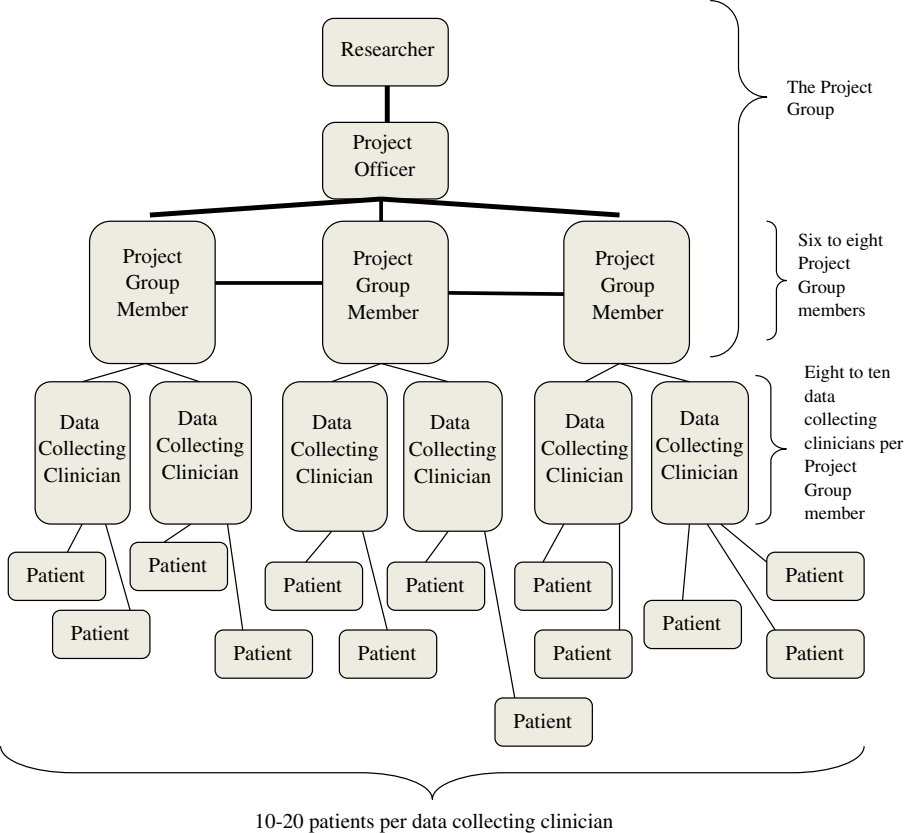 Researcher
The Project
Group
Project
Officer
Project
Group
Member
Project
Group
Member
Project
Group
Member
Six to eight
Project
Group
members
Data
Collecting
Clinician
Data
Collecting
Clinician
Data
Collecting
Clinician
Data
Collecting
Clinician
Data
Collecting
Clinician
Data
Collecting
Clinician
Eight to ten
data
collecting
clinicians per
Project
Group
member
Patient
Patient
Patient
Patient
Patient
Patient
Patient
Patient
Patient
Patient
Patient
Patient
Patient
10-20 patients per data collecting clinician